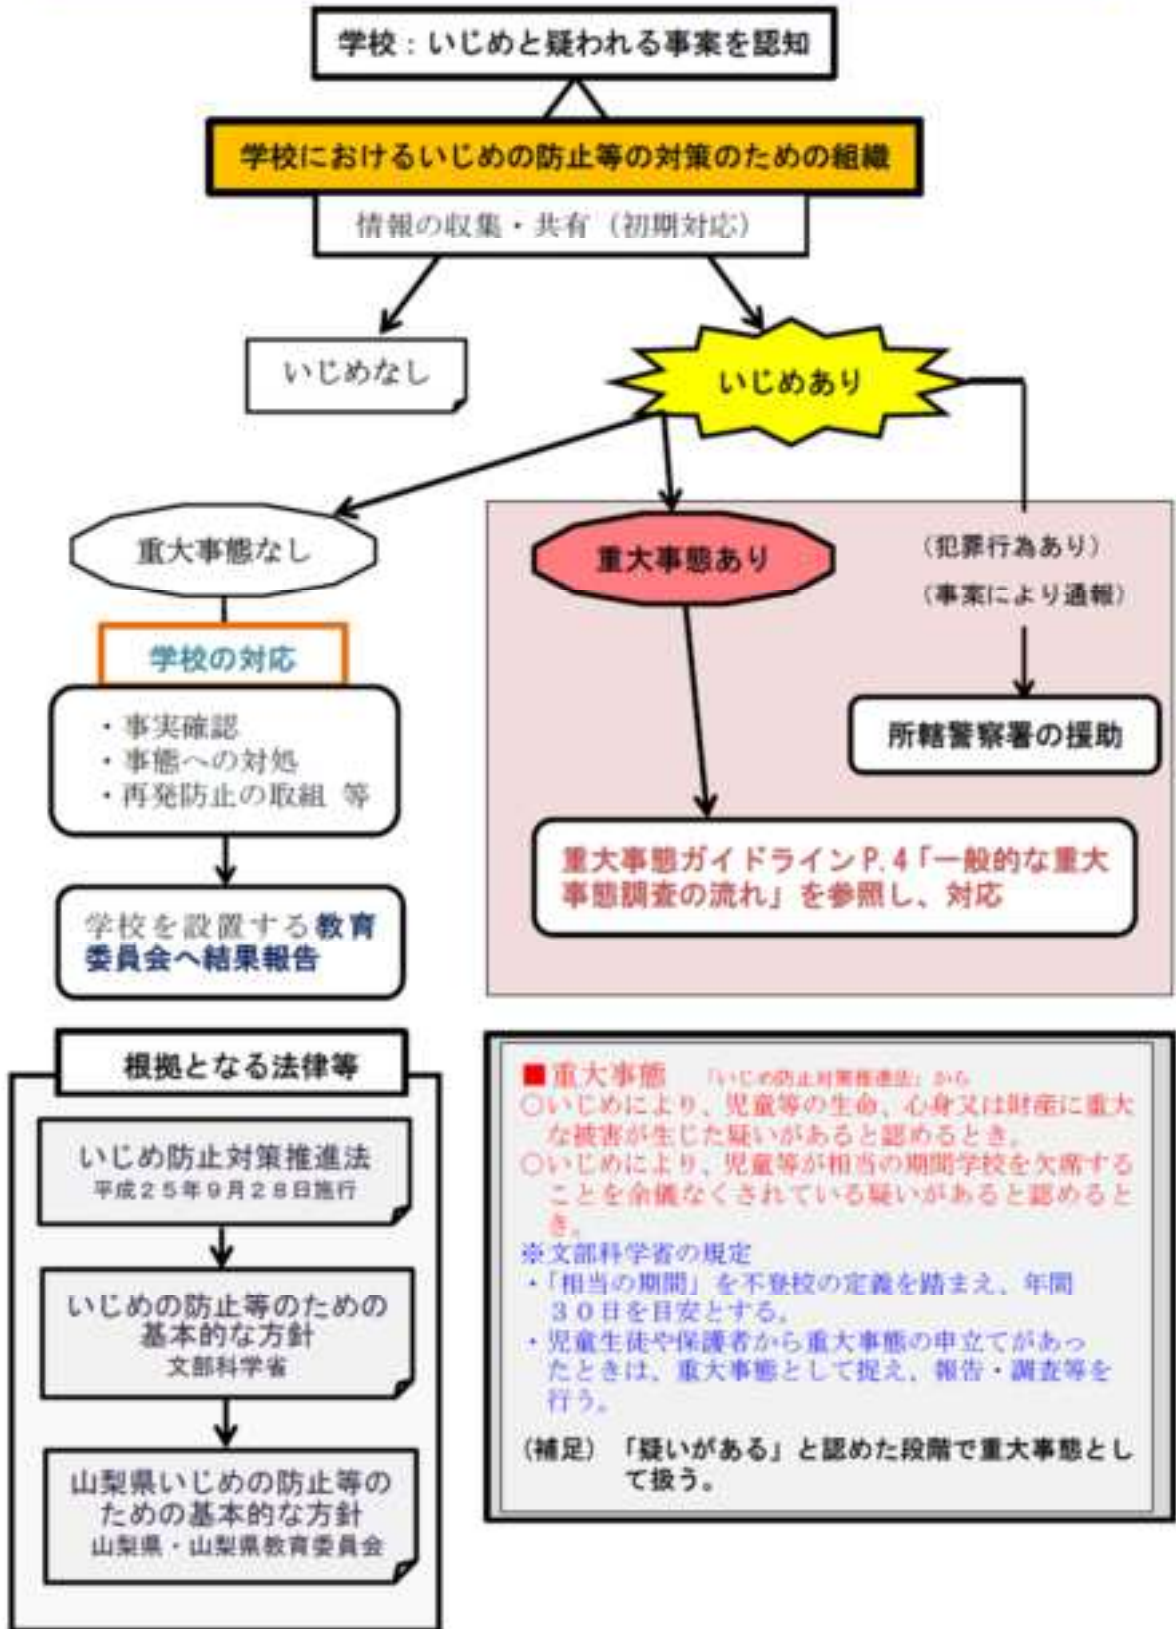 学校：いじめと疑われる事案を認知
学校におけるいじめの防止等の対策のための組織
情報の収集・共有（初期対応）
いじめなし
いじめあり
重大事態なし
学校の対応
・事実確認
・事態への対処
・再発防止の取組 等
学校を設置する教育
委員会へ結果報告
重大事態あり
（犯罪行為あり）
（事案により通報）
所轄警察署の援助
重大事態ガイドラインP.4「一般的な重大
事態調査の流れ」を参照し、対応
根拠となる法律等
いじめ防止対策推進法
平成２５年９月２８日施行
いじめの防止等のための
基本的な方針
文部科学省
山梨県いじめの防止等の
ための基本的な方針
山梨県・山梨県教育委員会
■重大事態 「いじめ防止対策推進法」から
○いじめにより、児童等の生命、心身又は財産に重大
な被害が生じた疑いがあると認めるとき。
○いじめにより、児童等が相当の期間学校を欠席する
ことを余儀なくされている疑いがあると認めると
き。
※文部科学省の規定
・「相当の期間」を不登校の定義を踏まえ、年間
３０日を目安とする。
・児童生徒や保護者から重大事態の申立てがあっ
たときは、重大事態として捉え、報告・調査等を
行う。
（補足） 「疑いがある」と認めた段階で重大事態とし
て扱う。